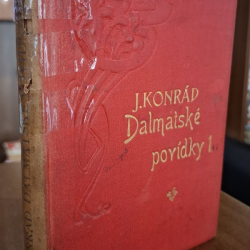 J. KONRÁD
Dalmatské
povídky I.